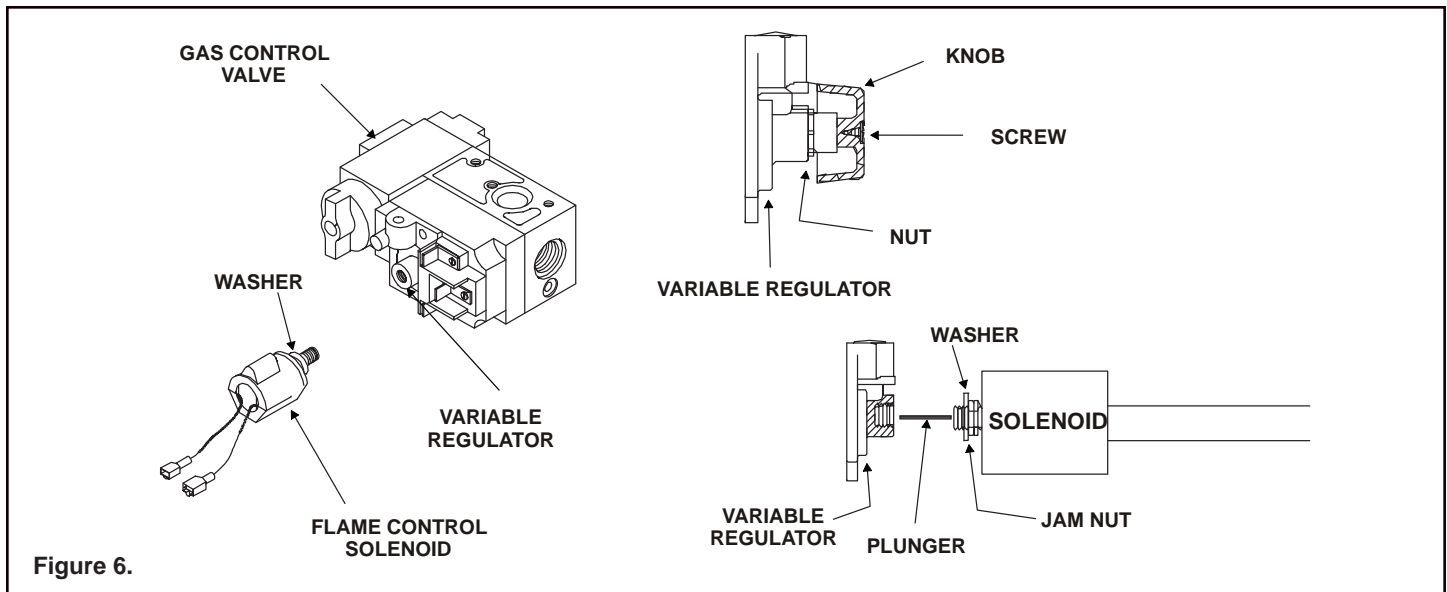 GAS CONTROL
VALVE
WASHER
VARIABLE
REGULATOR
FLAME CONTROL
SOLENOID
KNOB
SCREW
NUT
VARIABLE REGULATOR
WASHER
SOLENOID
JAM NUT
VARIABLE
REGULATOR
PLUNGER
Figure 6.